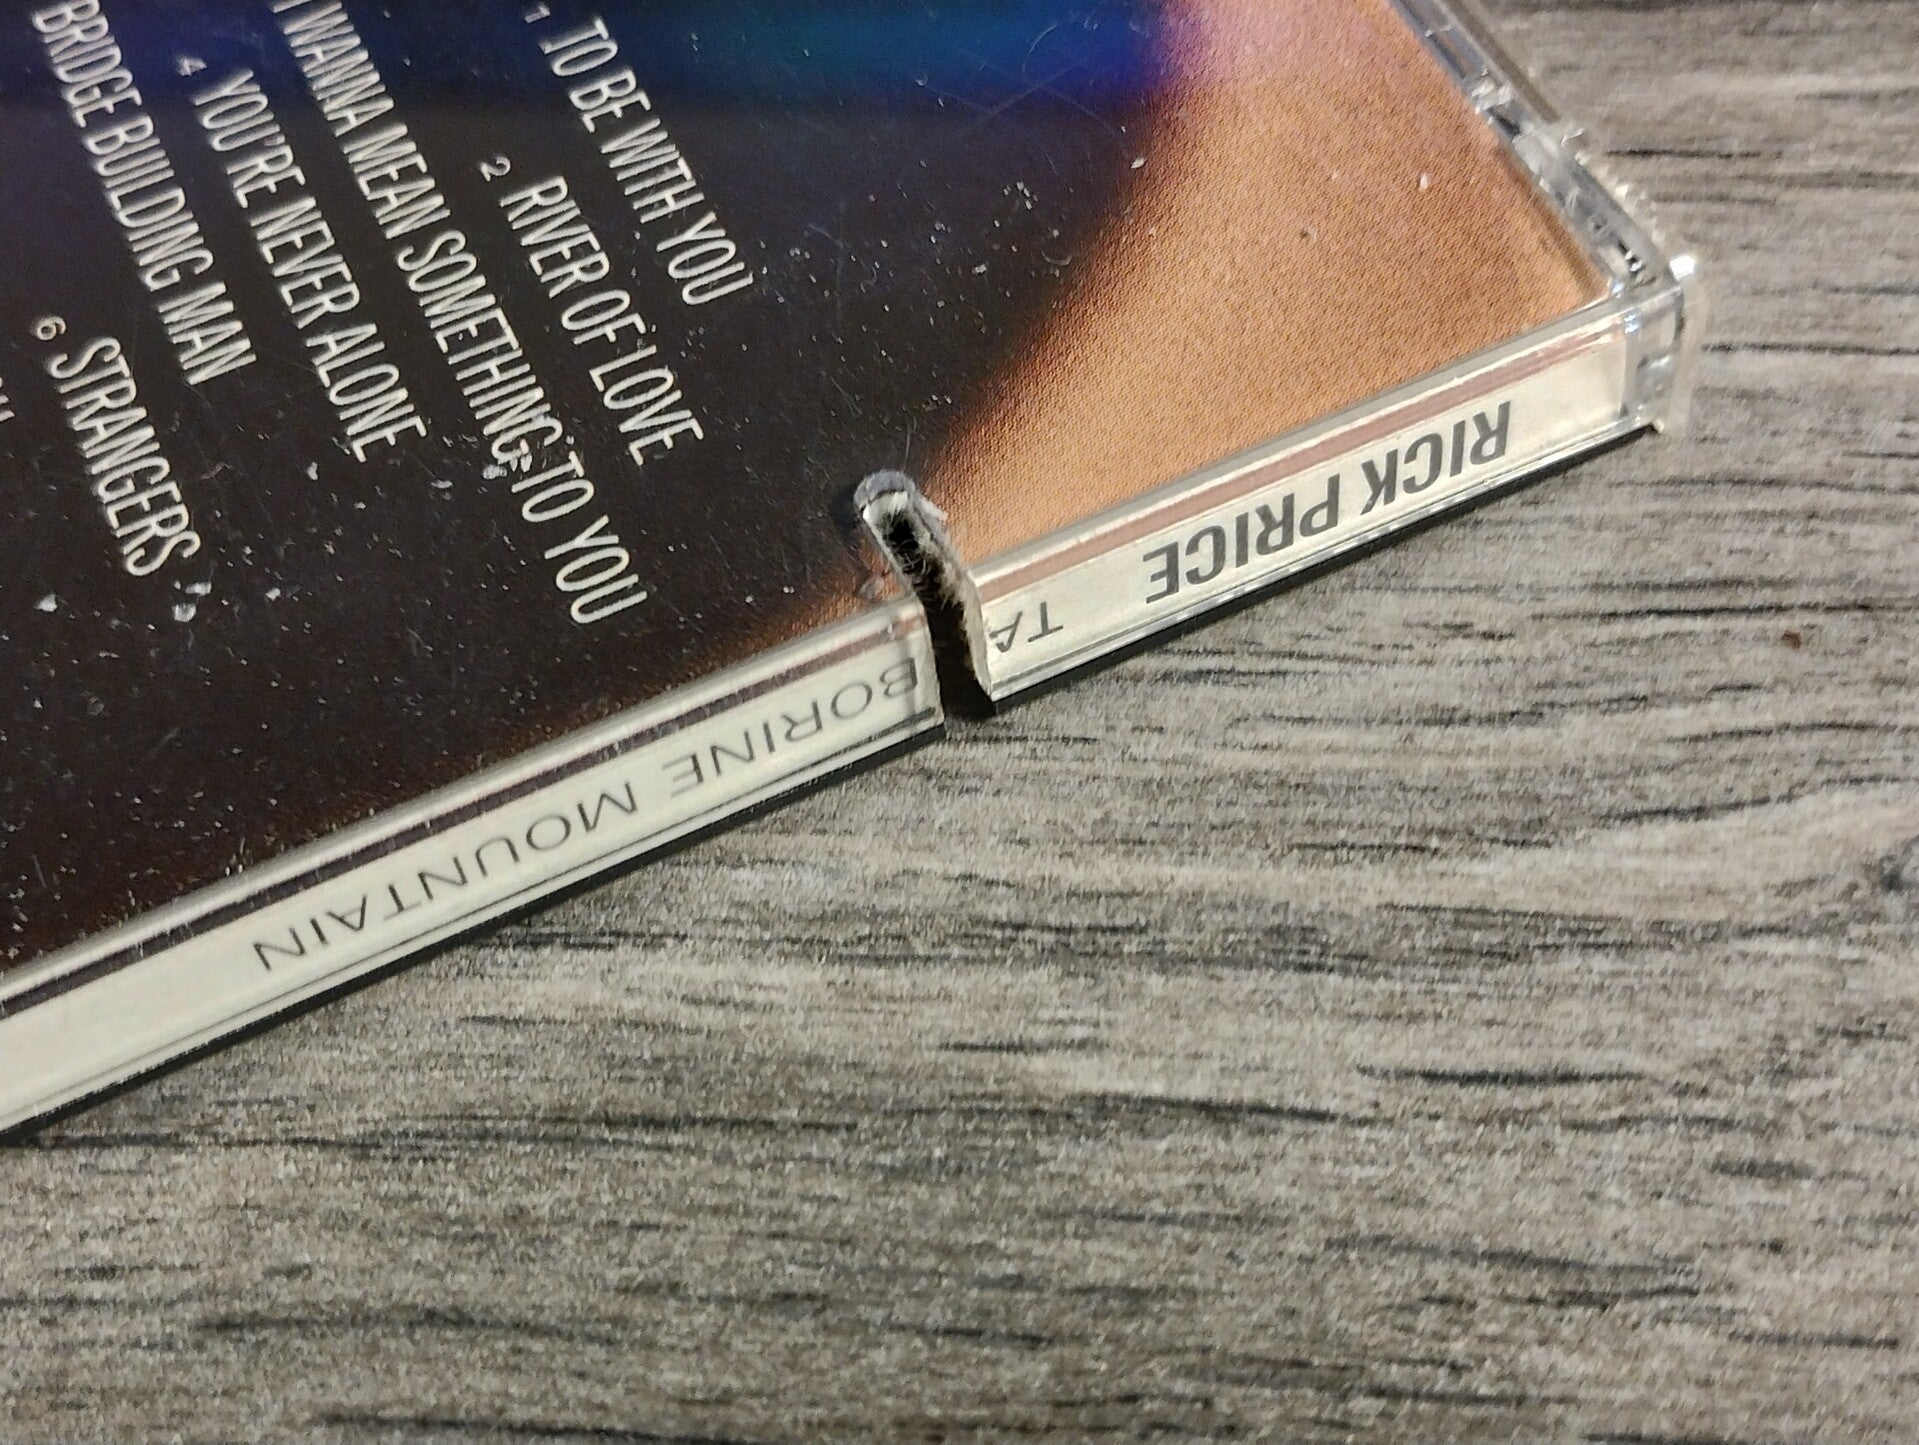 1 TO BE WITH YOU
2 RIVER OF LOVE
I WANNA MEAN SOMETHING TO YOU
4 YOU'RE NEVER ALONE
BRIDGE BUILDING MAN
6 STRANGERS
RICK PRICE TA BORINE MOUNTAIN